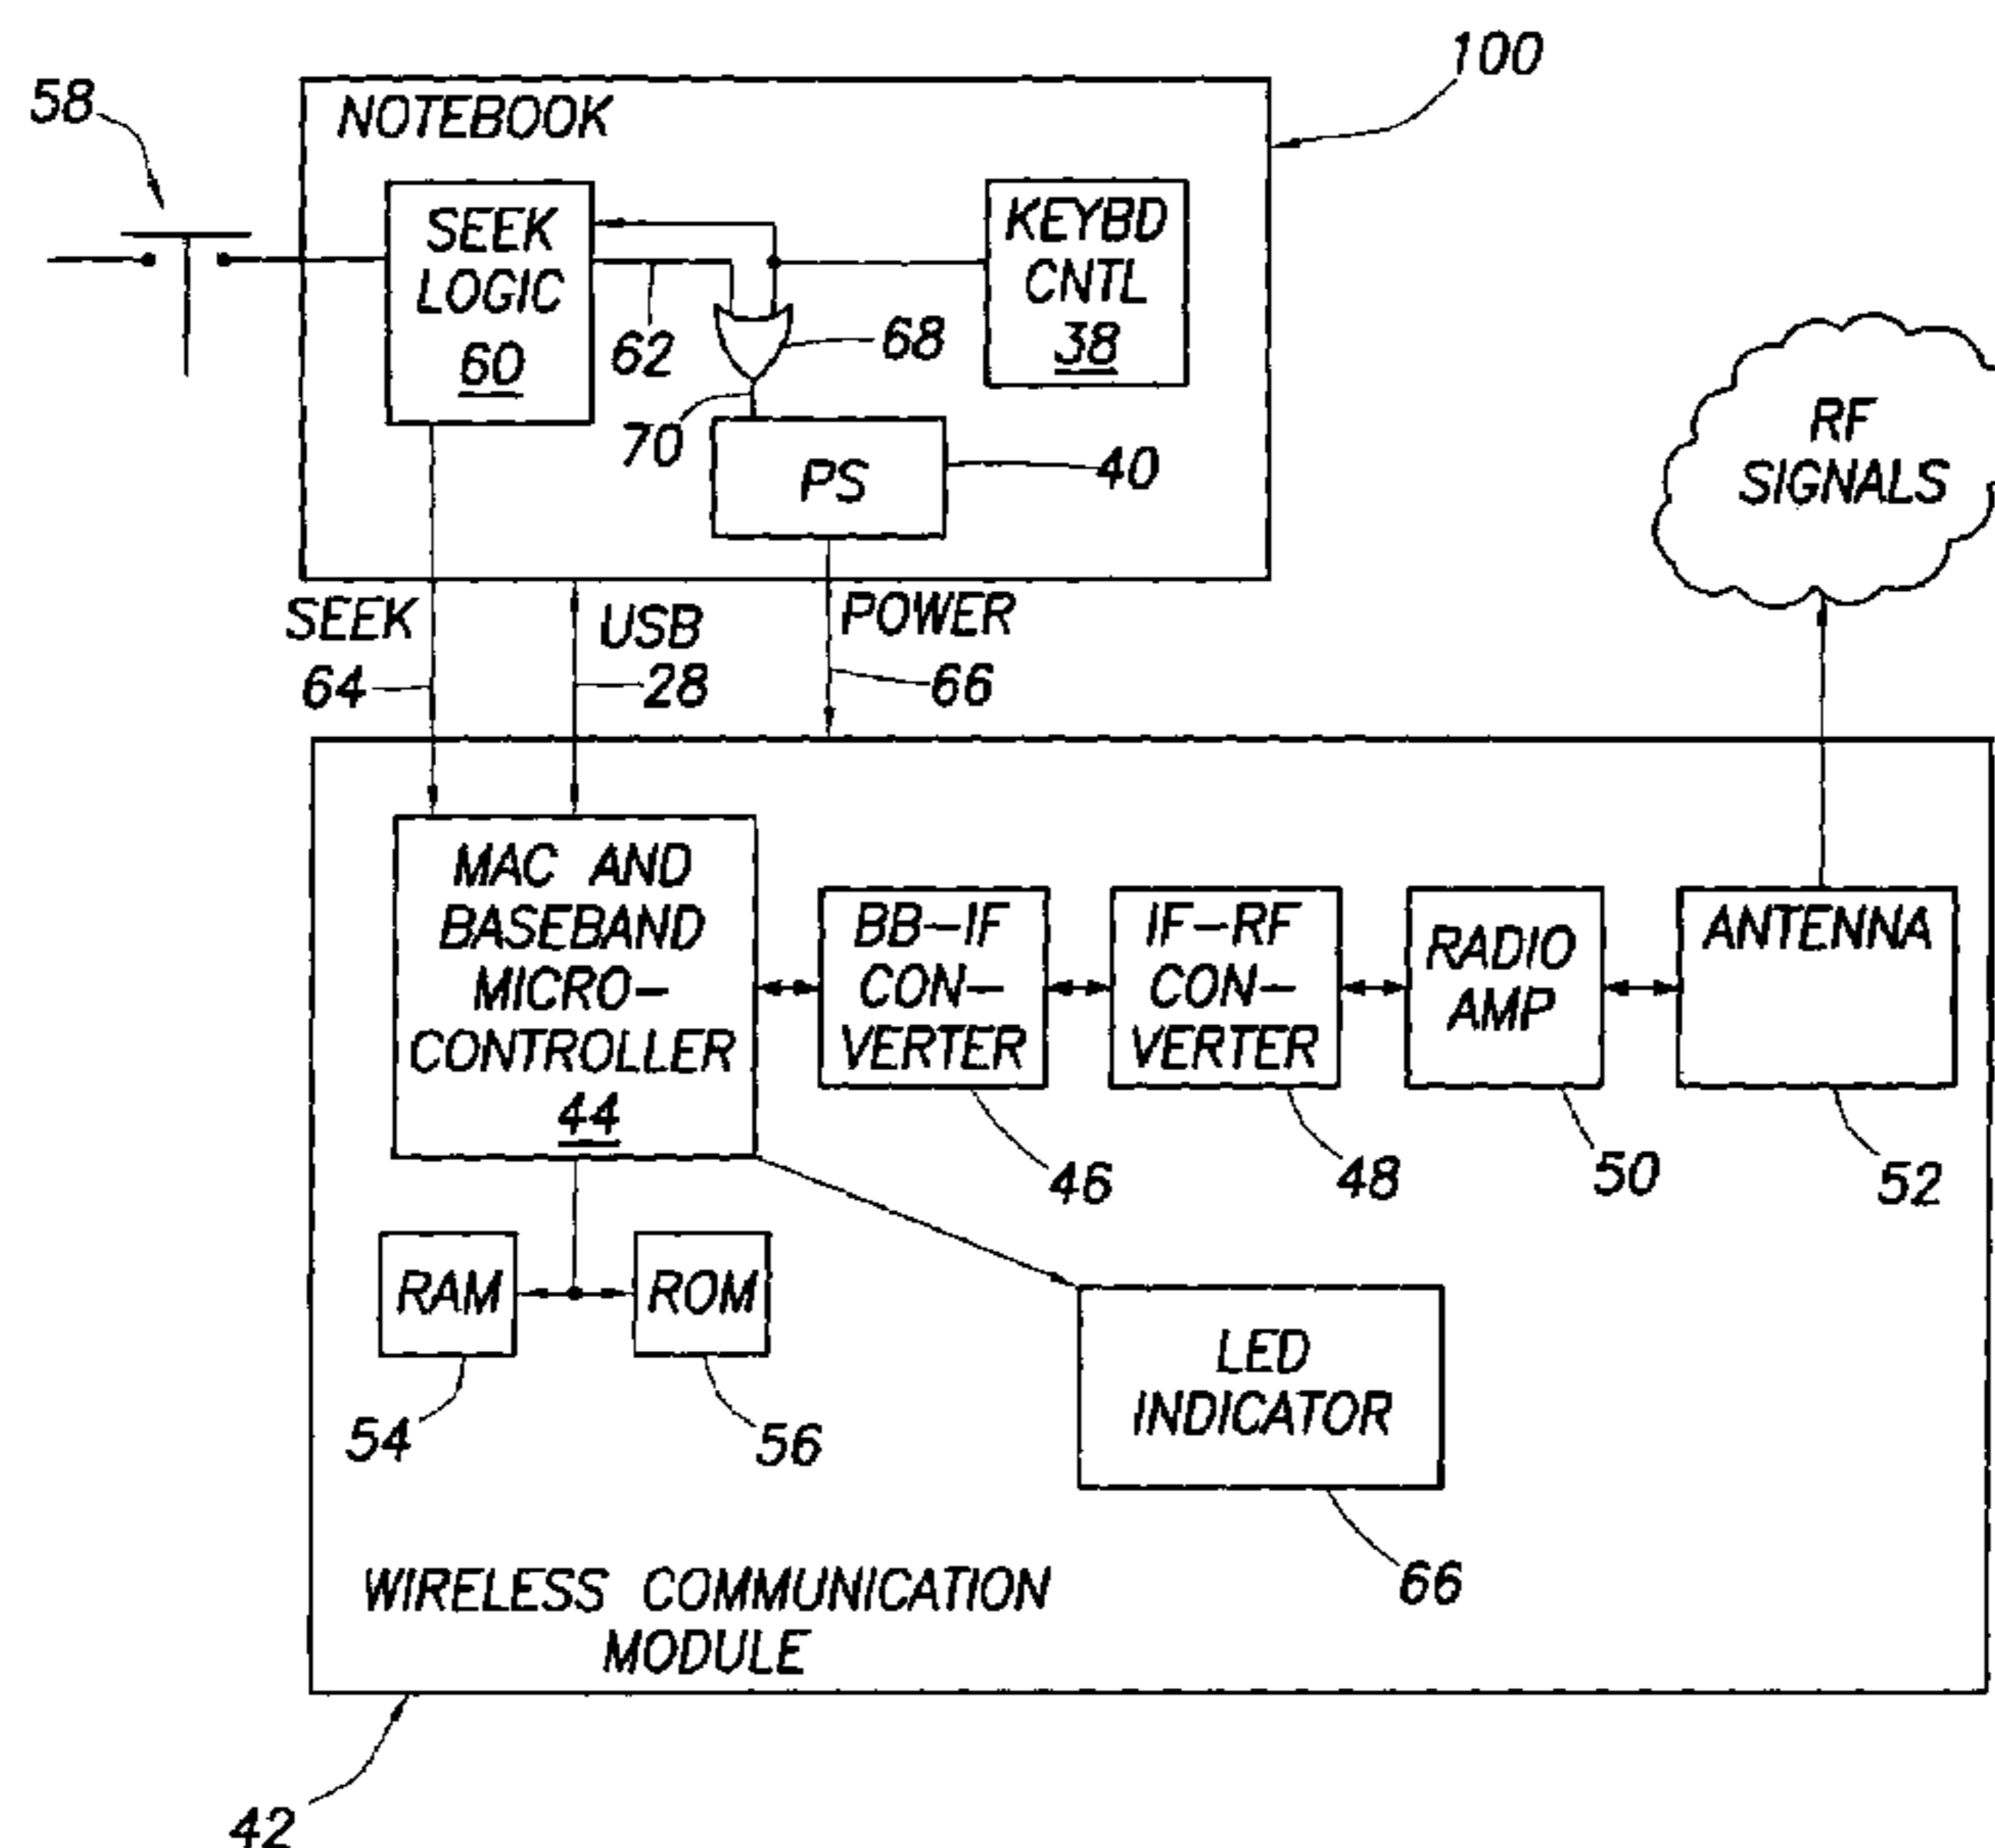 100
58
NOTEBOOK
SEEK
LOGIC
60
KEYBD
CNTL
38
62
68
70
PS
40
RF
SIGNALS
SEEK
64
USB
28
POWER
66
MAC AND
BASEBAND
MICRO-
CONTROLLER
44
BB-IF
CON-
VERTER
IF-RF
CON-
VERTER
RADIO
AMP
ANTENNA
46
48
50
52
RAM
ROM
54
56
LED
INDICATOR
66
WIRELESS COMMUNICATION
MODULE
42